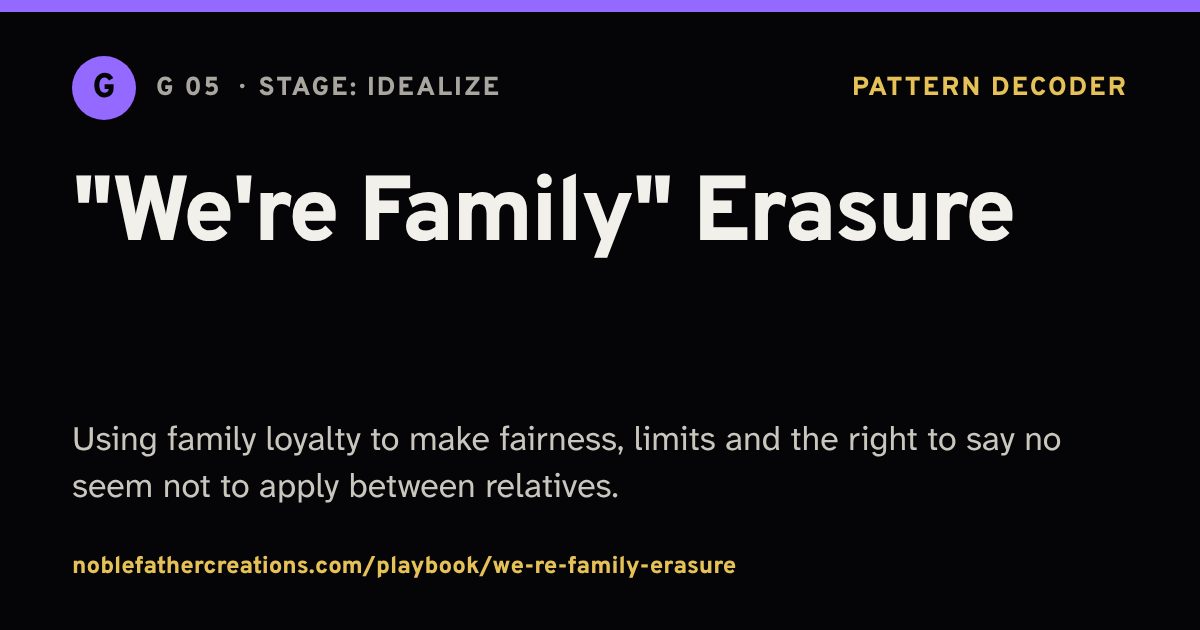 G
G 05 · STAGE: IDEALIZE
PATTERN DECODER
"We're Family" Erasure
Using family loyalty to make fairness, limits and the right to say no
seem not to apply between relatives.
noblefathercreations.com/playbook/we-re-family-erasure